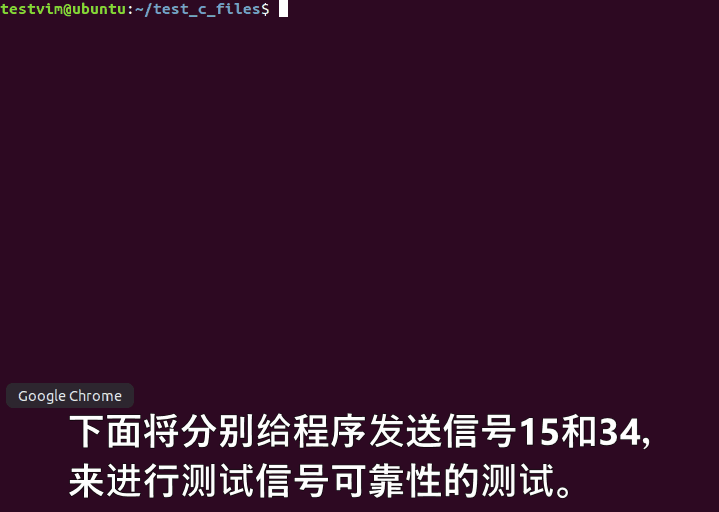 testvim@ubuntu:~/test_c_files$
Google Chrome
下面将分别给程序发送信号15和34,
来进行测试信号可靠性的测试。